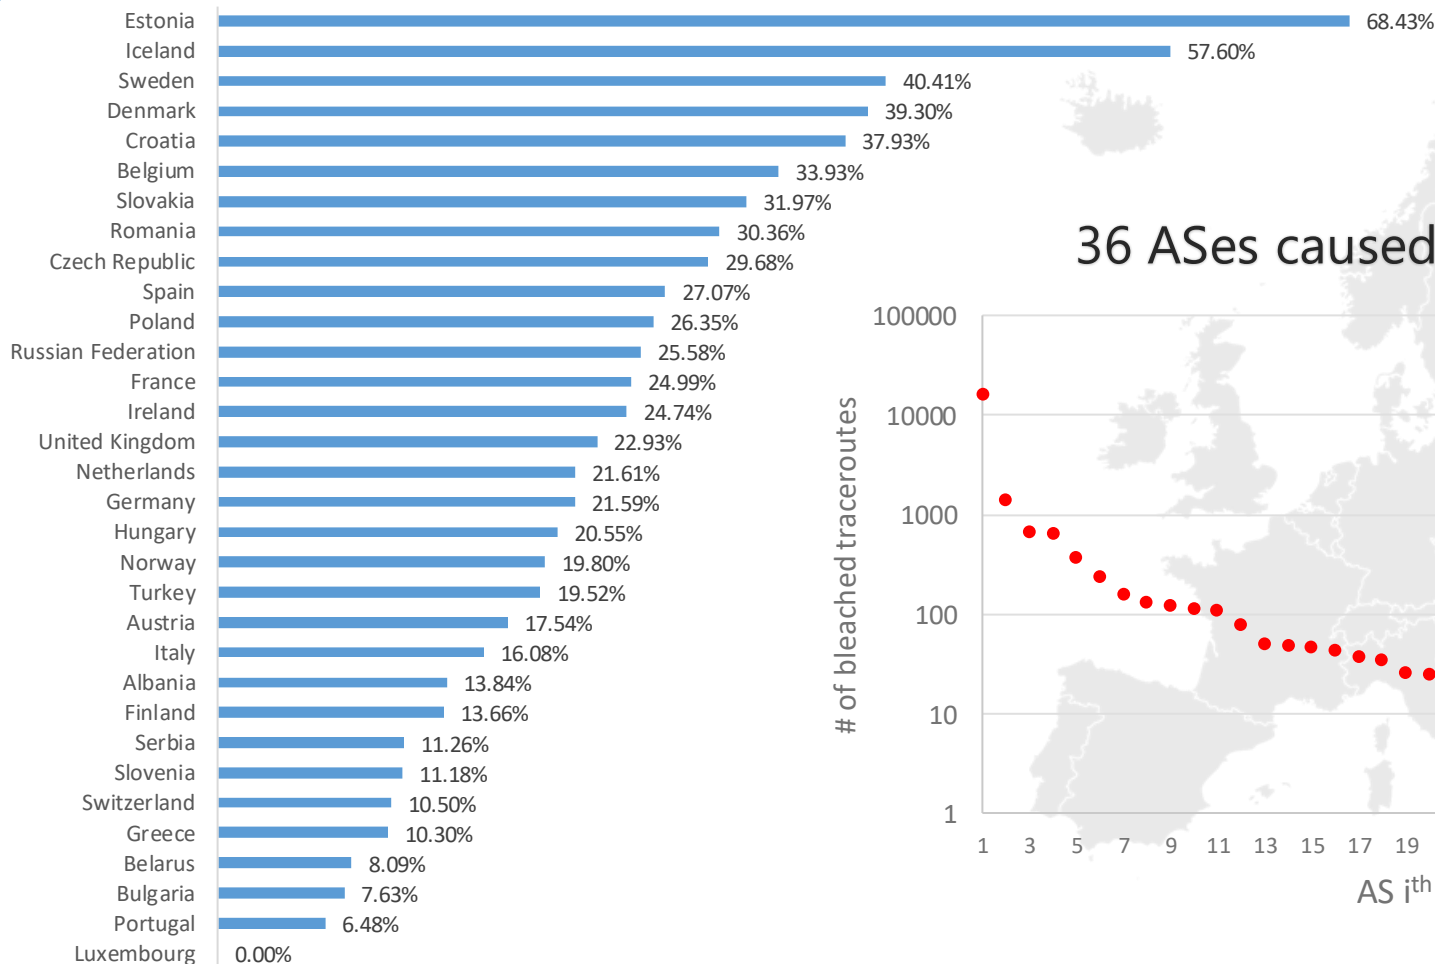 Estonia 68.43%
Iceland 57.60%
Sweden 40.41%
Denmark 39.30%
Croatia 37.93%
Belgium 33.93%
Slovakia 31.97%
Romania 30.36%
Czech Republic 29.68%
Spain 27.07%
Poland 26.35%
Russian Federation 25.58%
France 24.99%
Ireland 24.74%
United Kingdom 22.93%
Netherlands 21.61%
Germany 21.59%
Hungary 20.55%
Norway 19.80%
Turkey 19.52%
Austria 17.54%
Italy 16.08%
Albania 13.84%
Finland 13.66%
Serbia 11.26%
Slovenia 11.18%
Switzerland 10.50%
Greece 10.30%
Belarus 8.09%
Bulgaria 7.63%
Portugal 6.48%
Luxembourg 0.00%
36 ASes caused
# of bleached traceroutes
100000
10000
1000
100
10
1
1 3 5 7 9 11 13 15 17 19
AS iᵗʰ